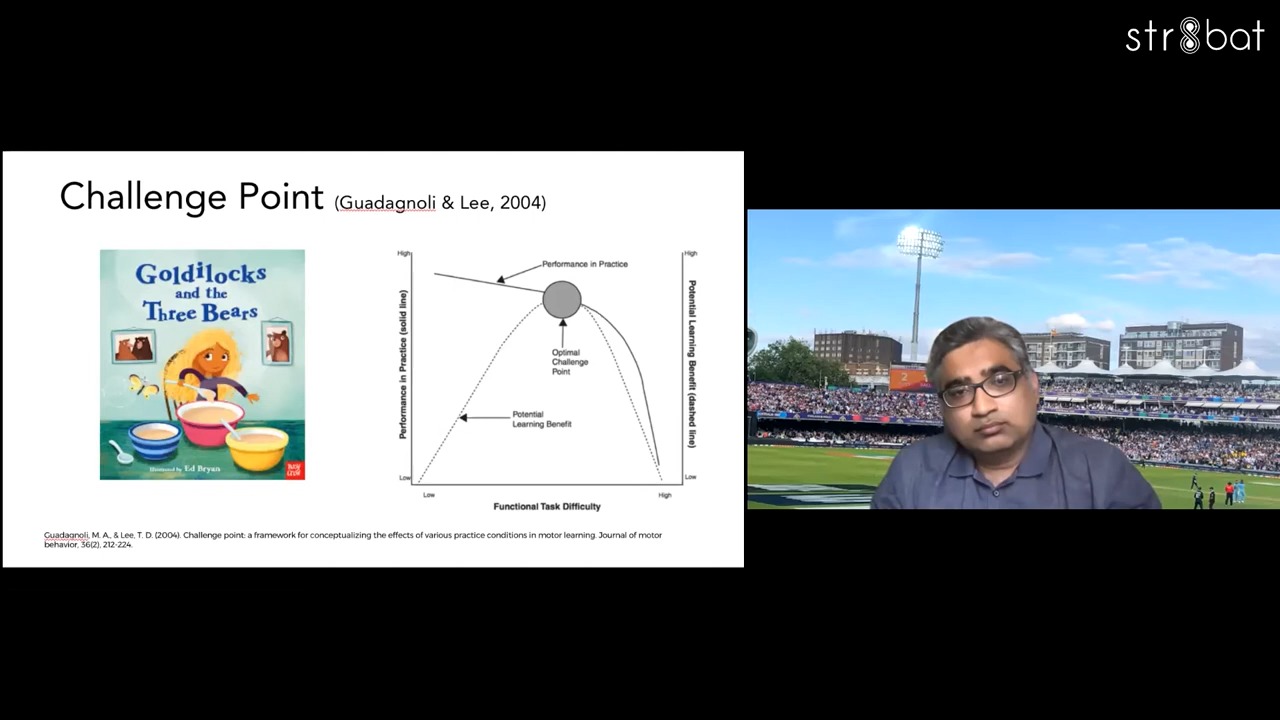 str8bat
Challenge Point (Guadagnoli & Lee, 2004)
Goldilocks
and the
Three Bears
Illustrated by Ed Bryan
High
High
Performance in Practice
Performance in Practice (solid line)
Potential Learning Benefit (dashed line)
Optimal
Challenge
Point
Potential
Learning Benefit
Low
Low
Low
High
Functional Task Difficulty
Guadagnoli, M. A., & Lee, T. D. (2004). Challenge point: a framework for conceptualizing the effects of various practice conditions in motor learning. Journal of motor
behavior, 36(2), 212-224.
2